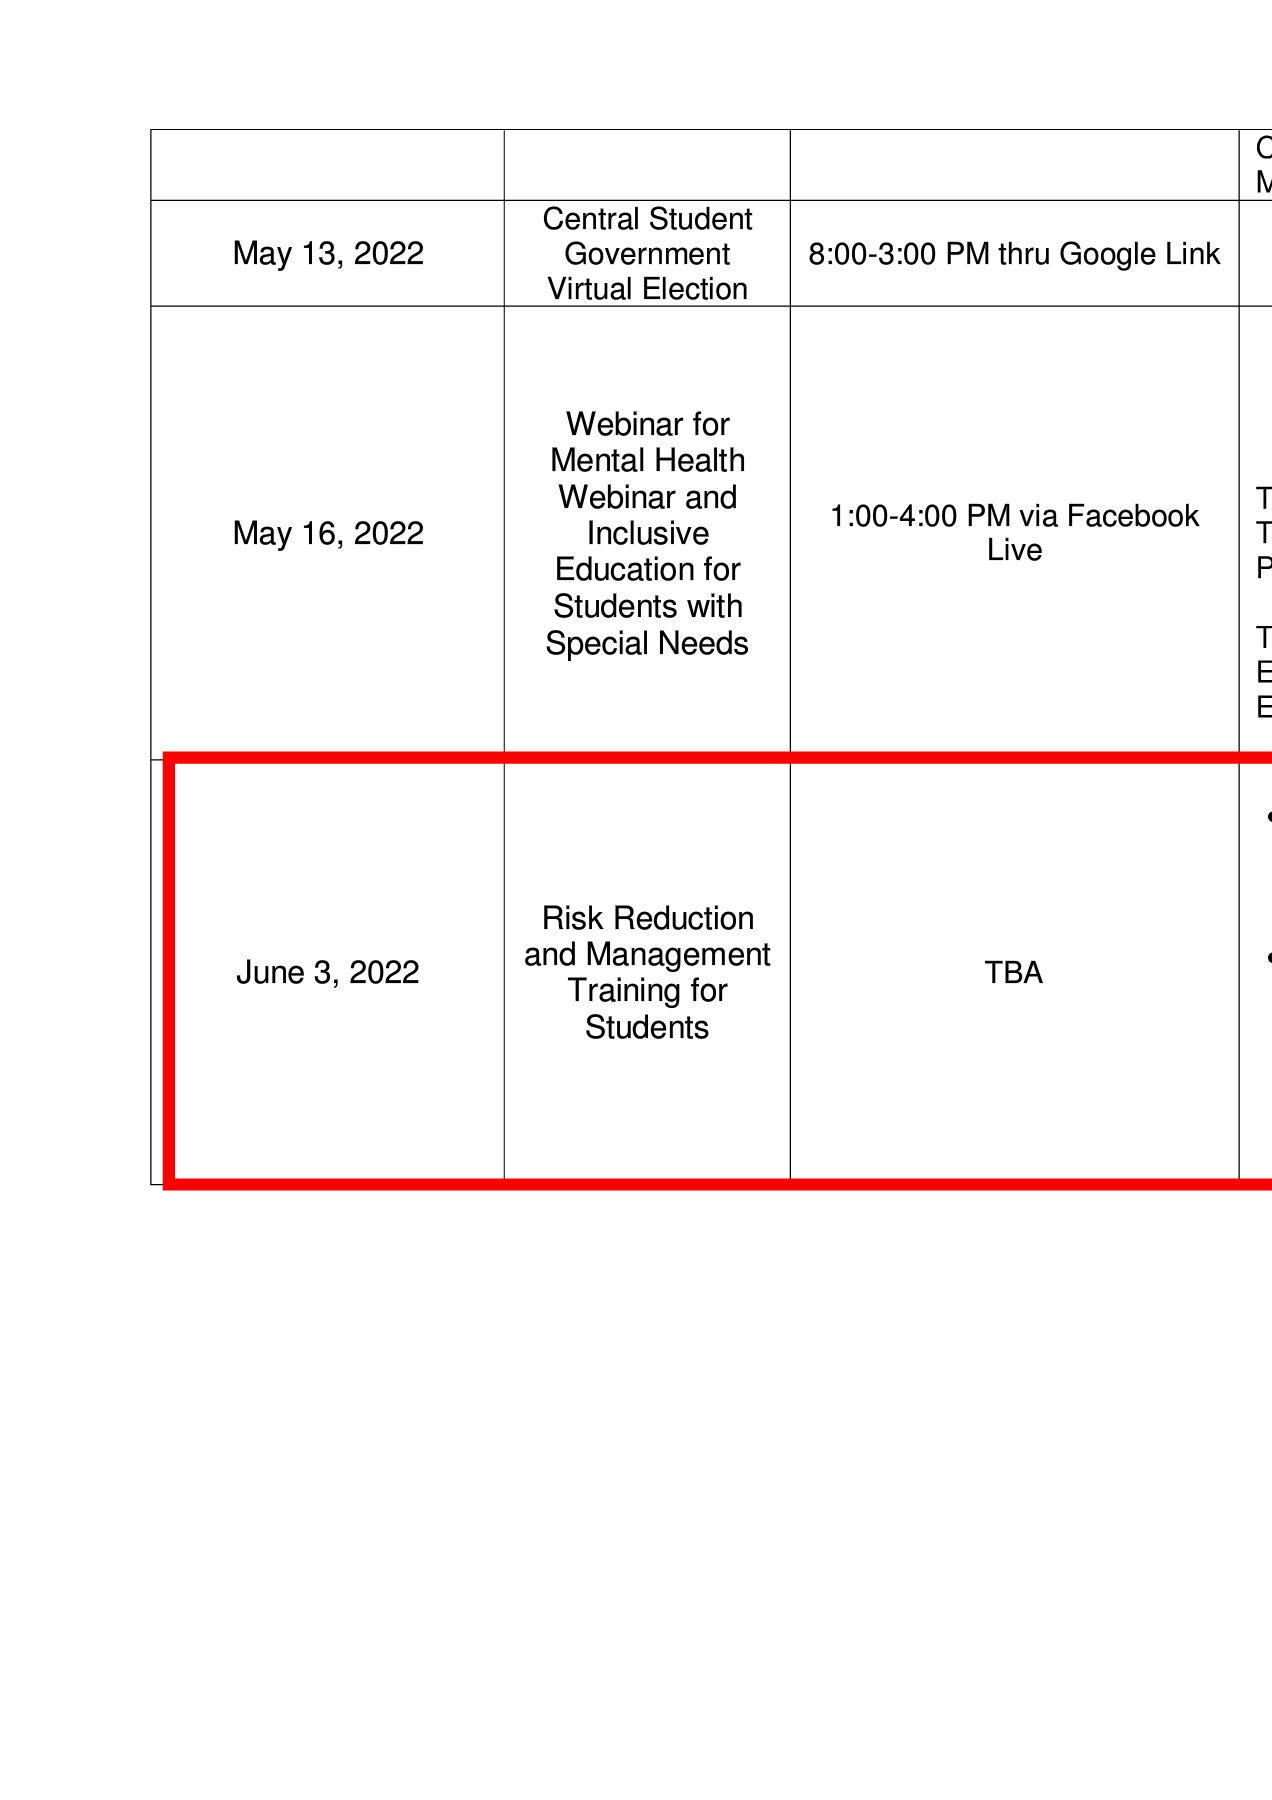 May 13, 2022
Central Student
Government
Virtual Election
8:00-3:00 PM thru Google Link
May 16, 2022
Webinar for
Mental Health
Webinar and
Inclusive
Education for
Students with
Special Needs
1:00-4:00 PM via Facebook
Live
June 3, 2022
Risk Reduction
and Management
Training for
Students
TBA